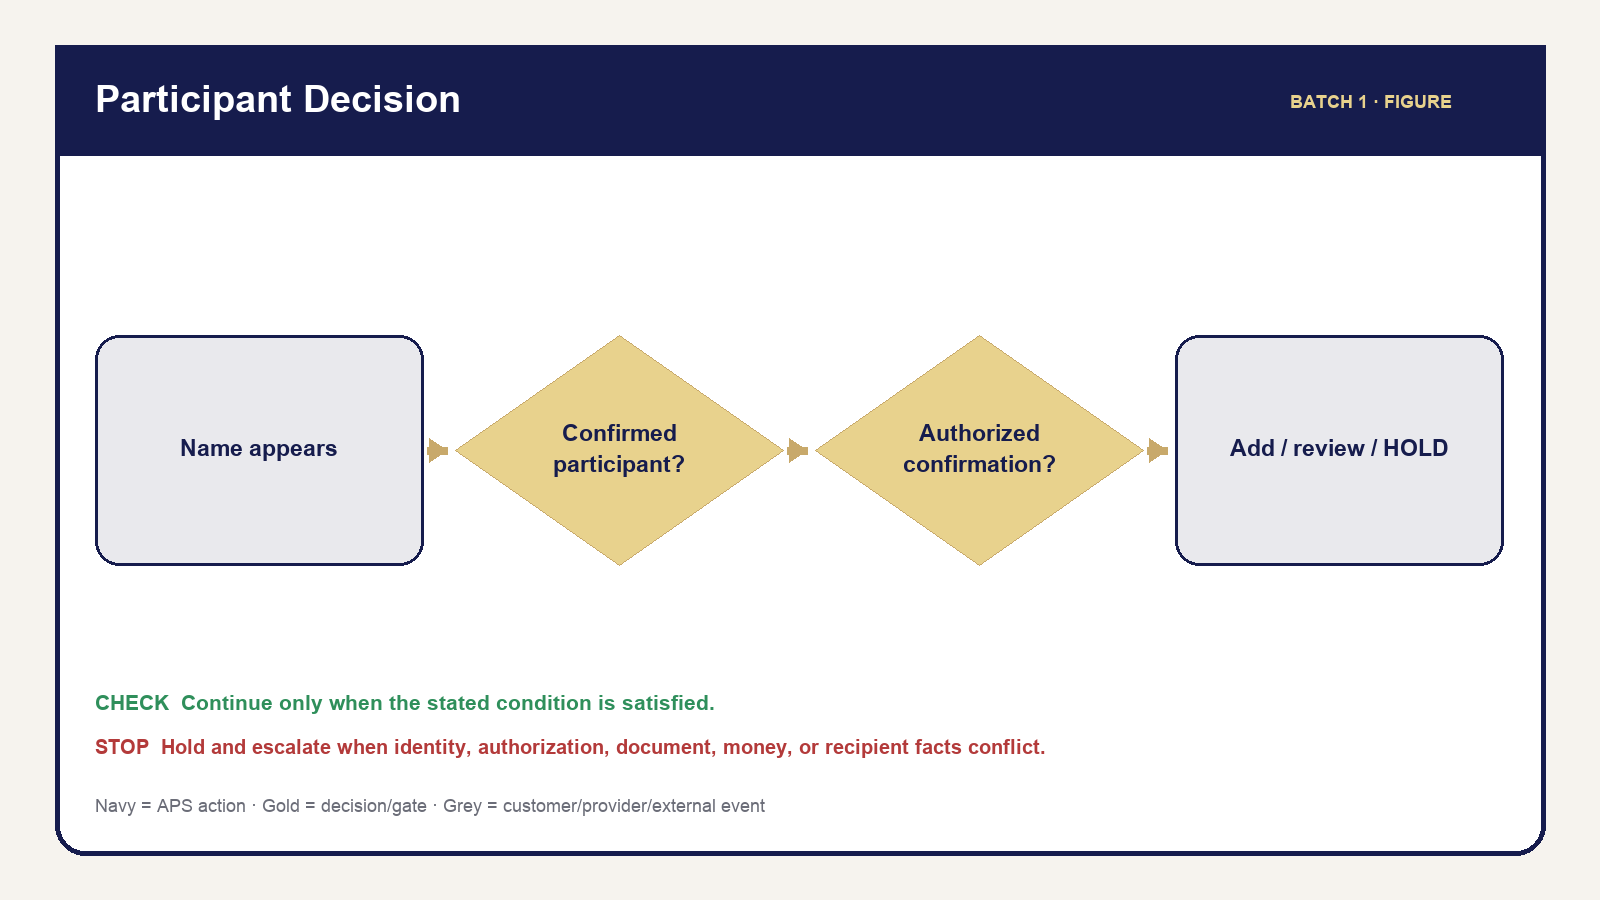 Participant Decision
BATCH 1 · FIGURE
Name appears
Confirmed
participant?
Authorized
confirmation?
Add / review / HOLD
CHECK  Continue only when the stated condition is satisfied.
STOP  Hold and escalate when identity, authorization, document, money, or recipient facts conflict.
Navy = APS action · Gold = decision/gate · Grey = customer/provider/external event